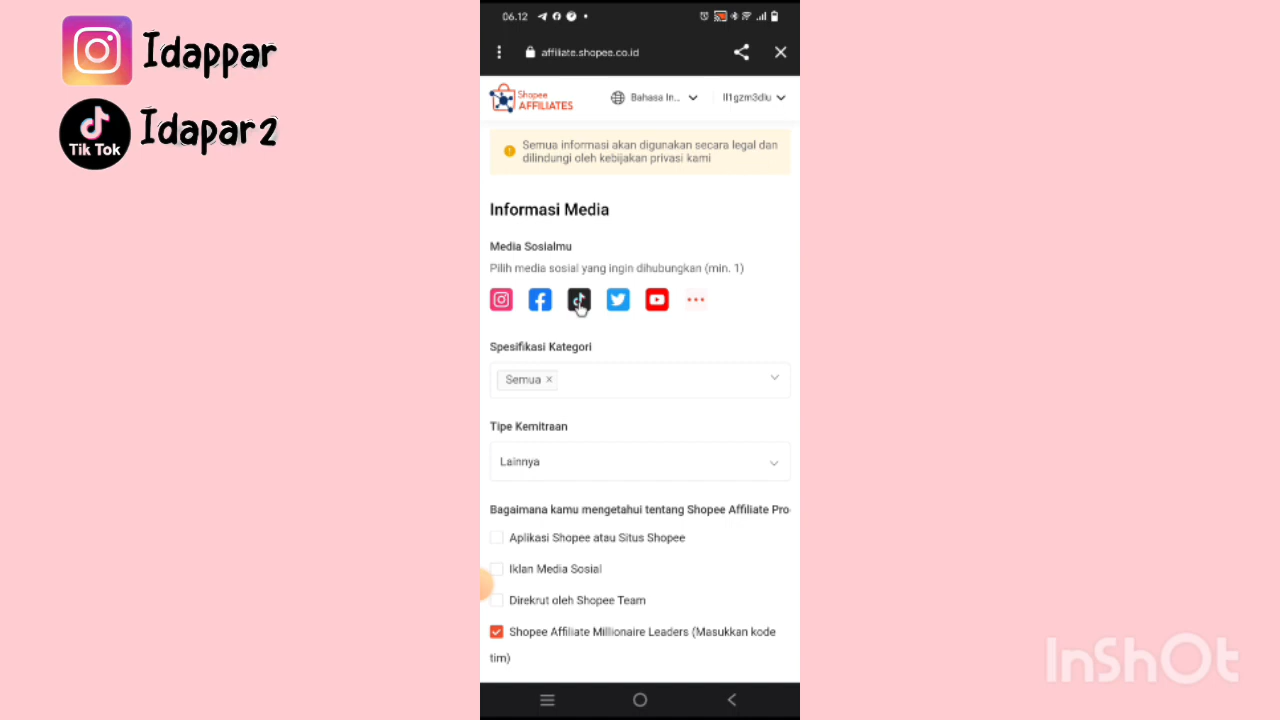 Idappar
Tik Tok
Idapar2
06.12
affiliate.shopee.co.id
Shopee
AFFILIATES
Bahasa In...
ll1gzm3dlu
Semua informasi akan digunakan secara legal dan
dilindungi oleh kebijakan privasi kami
Informasi Media
Media Sosialmu
Pilih media sosial yang ingin dihubungkan (min. 1)
Spesifikasi Kategori
Semua ×
Tipe Kemitraan
Lainnya
Bagaimana kamu mengetahui tentang Shopee Affiliate Pro
Aplikasi Shopee atau Situs Shopee
Iklan Media Sosial
Direkrut oleh Shopee Team
Shopee Affiliate Millionaire Leaders (Masukkan kode
tim)
InShOt